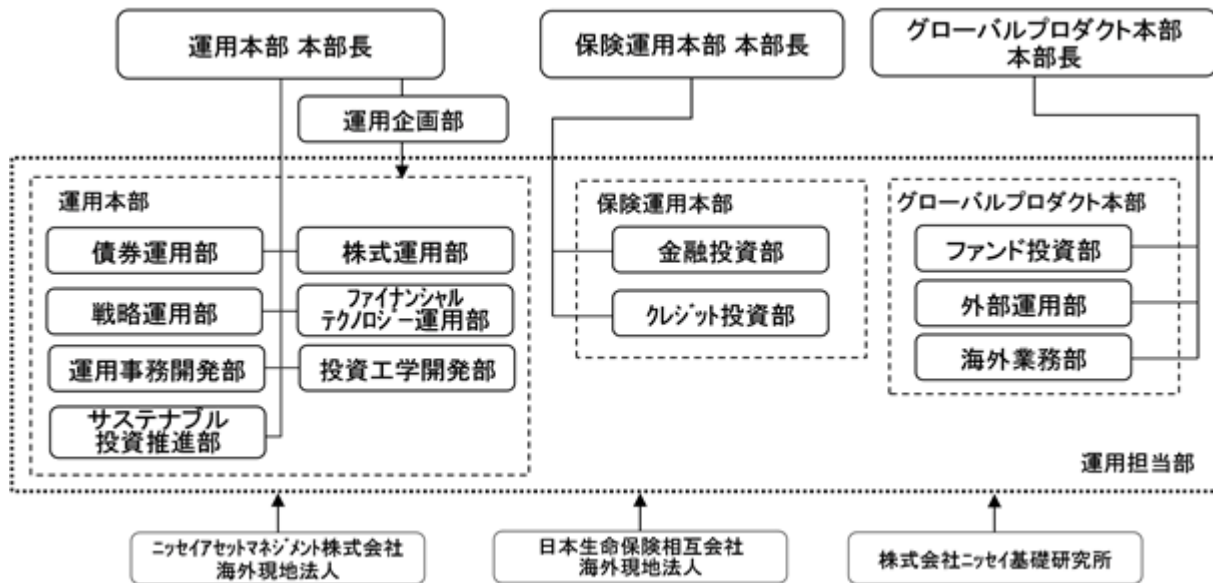 運用本部 本部長
保険運用本部 本部長
グローバルプロダクト本部
本部長
運用企画部
運用本部
債券運用部
株式運用部
戦略運用部
ファイナンシャル
テクノロジー運用部
運用事務開発部
投資工学開発部
サステナブル
投資推進部
保険運用本部
金融投資部
クレジット投資部
グローバルプロダクト本部
ファンド投資部
外部運用部
海外業務部
運用担当部
ニッセイアセットマネジメント株式会社
海外現地法人
日本生命保険相互会社
海外現地法人
株式会社ニッセイ基礎研究所